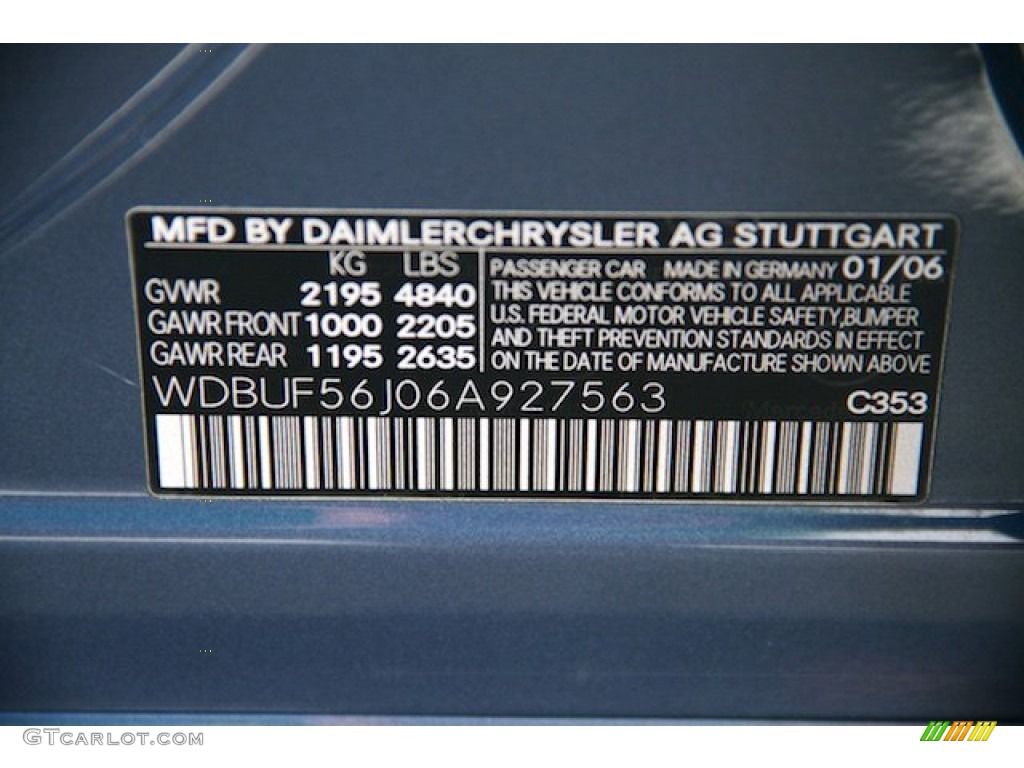 MFD BY DAIMLERCHRYSLER AG STUTTGART
KG LBS
GVWR 2195 4840
GAWR FRONT 1000 2205
GAWR REAR 1195 2635
PASSENGER CAR MADE IN GERMANY 01/06
THIS VEHICLE CONFORMS TO ALL APPLICABLE
U.S. FEDERAL MOTOR VEHICLE SAFETY, BUMPER
AND THEFT PREVENTION STANDARDS IN EFFECT
ON THE DATE OF MANUFACTURE SHOWN ABOVE
WDBUF56J06A927563
C353
GTCARLOT.COM